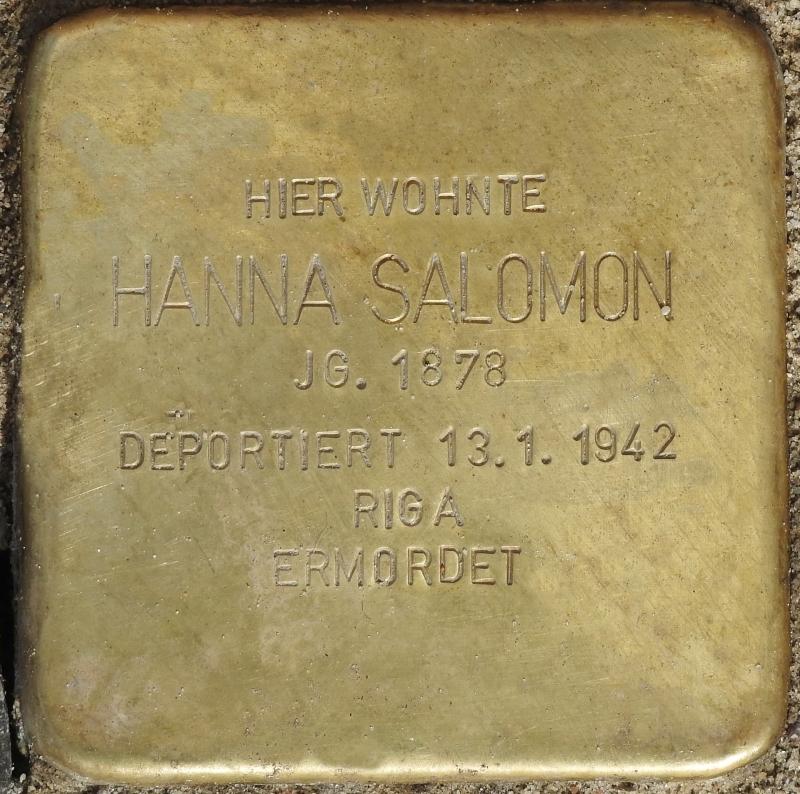 HIER WOHNTE
HANNA SALOMON
JG. 1878
DEPORTIERT 13.1.1942
RIGA
ERMORDET